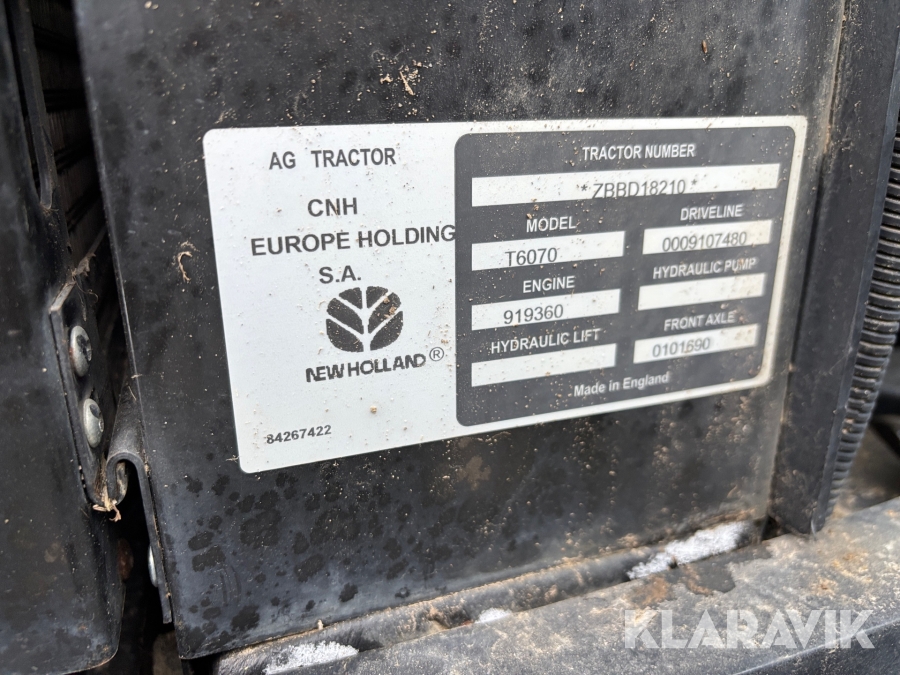 AG TRACTOR
CNH
EUROPE HOLDING
S.A.
NEW HOLLAND®
84267422
TRACTOR NUMBER
*ZBBD18210*
MODEL
T6070
DRIVELINE
0009107480
ENGINE
919360
HYDRAULIC PUMP
HYDRAULIC LIFT
FRONT AXLE
0101690
Made in England
KLARAVIK